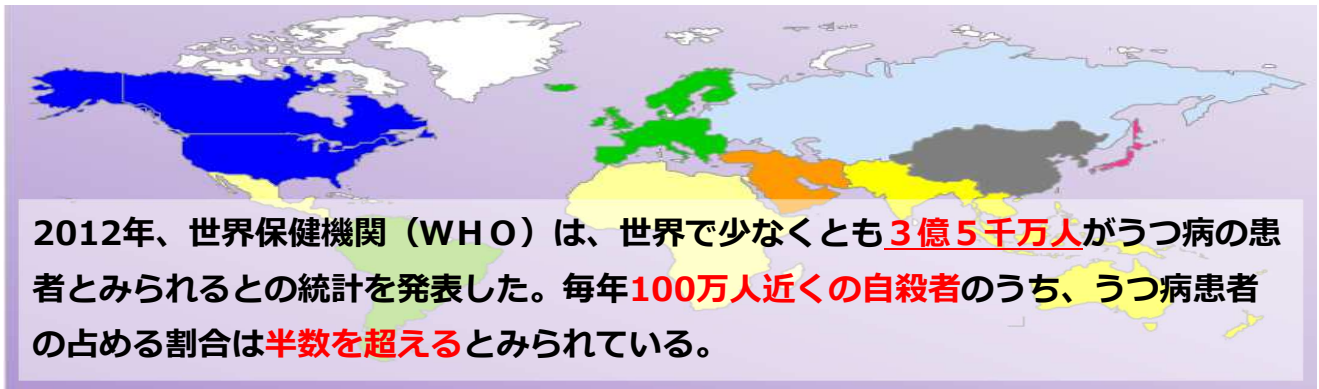 2012年、世界保健機関（ＷＨＯ）は、世界で少なくとも３億５千万人がうつ病の患
者とみられるとの統計を発表した。毎年100万人近くの自殺者のうち、うつ病患者
の占める割合は半数を超えるとみられている。